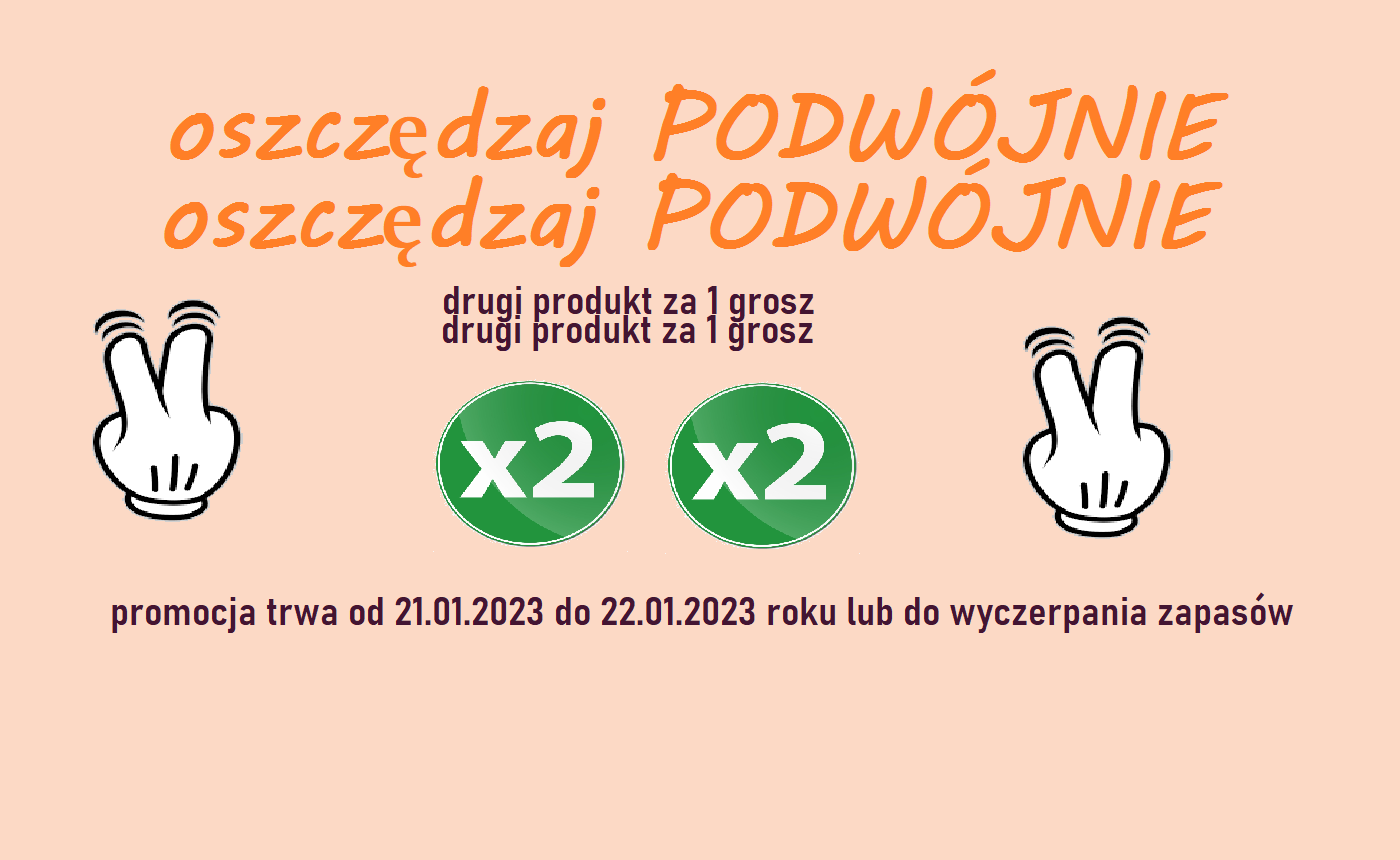 oszczędzaj PODWÓJNIE
oszczędzaj PODWÓJNIE
drugi produkt za 1 grosz
drugi produkt za 1 grosz
x2 x2
promocja trwa od 21.01.2023 do 22.01.2023 roku lub do wyczerpania zapasów